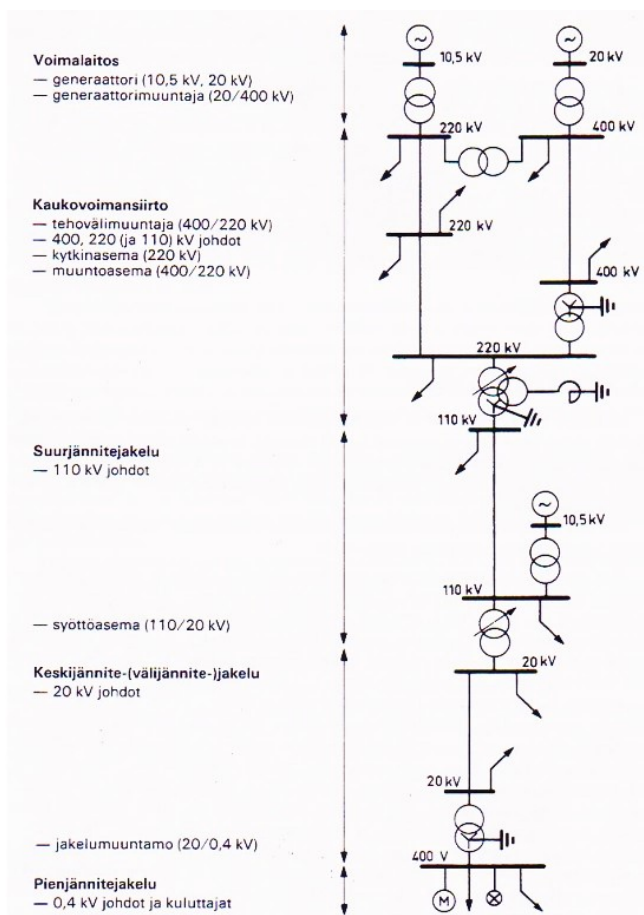 Voimalaitos
— generaattori (10,5 kV, 20 kV)
— generaattorimuuntaja (20/400 kV)
~
~
10,5 kV
20 kV
220 kV
400 kV
Kaukovoimansiirto
— tehovälimuuntaja (400/220 kV)
— 400, 220 (ja 110) kV johdot
— kytkinasema (220 kV)
— muuntoasema (400/220 kV)
220 kV
400 kV
220 kV
110 kV
Suurjännitejakelu
— 110 kV johdot
~
10,5 kV
110 kV
— syöttöasema (110/20 kV)
20 kV
Keskijännite-(välijännite-)jakelu
— 20 kV johdot
20 kV
— jakelumuuntamo (20/0,4 kV)
400 V
Pienjännitejakelu
— 0,4 kV johdot ja kuluttajat
M